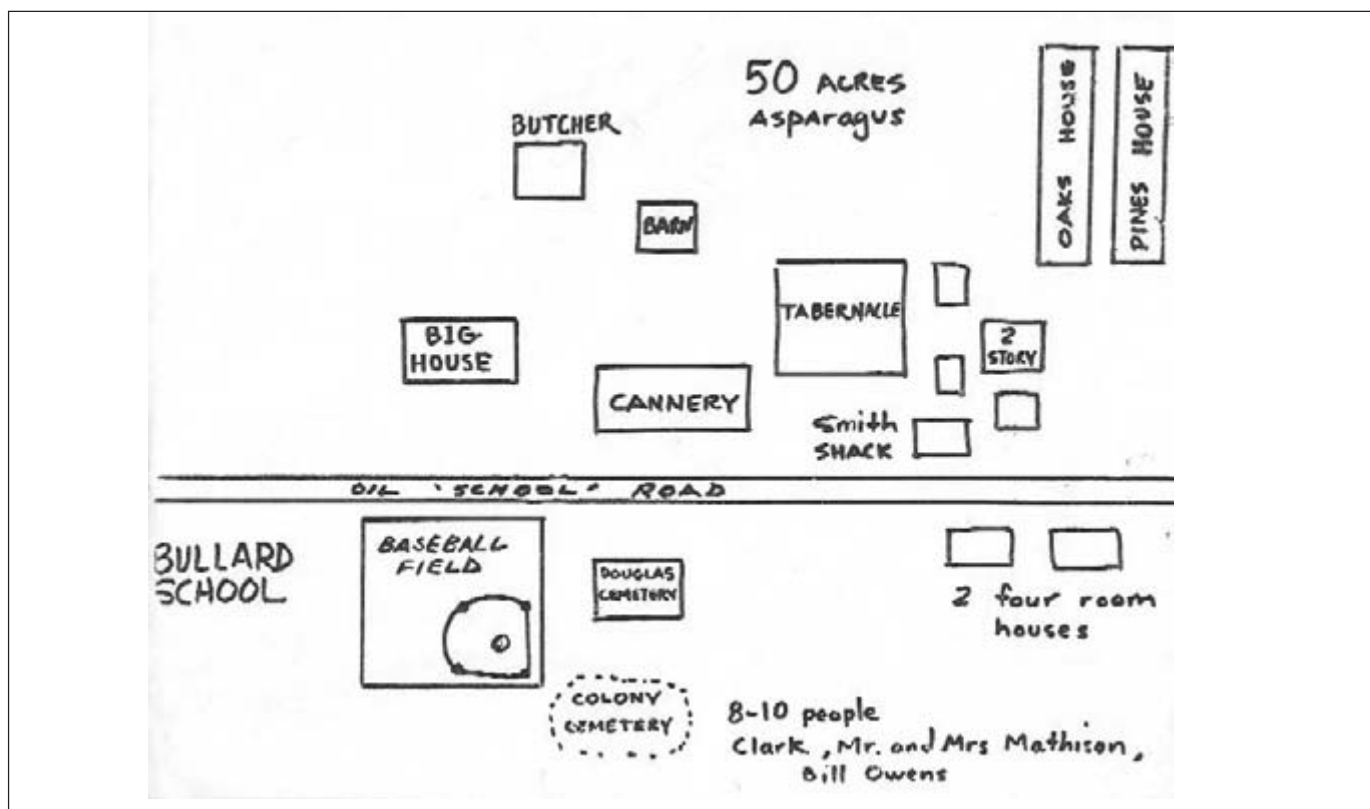 50 ACRES
Asparagus
OAKS HOUSE
PINES HOUSE
BUTCHER
BARN
TABERNACLE
BIG
HOUSE
2
STORY
CANNERY
Smith
SHACK
OIL "SCHOOL" ROAD
BULLARD
SCHOOL
BASEBALL
FIELD
DOUGLAS
CEMETERY
2 four room
houses
COLONY
CEMETERY
8-10 people
Clark, Mr. and Mrs Mathison,
Bill Owens